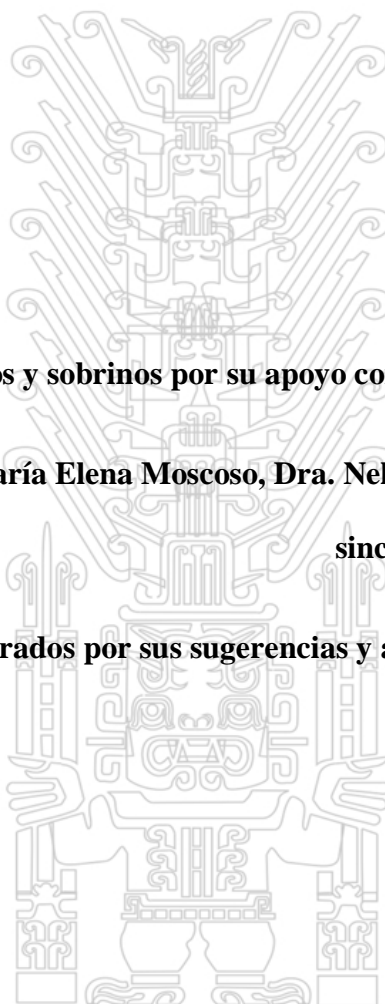 os y sobrinos por su apoyo co
aría Elena Moscoso, Dra. Nel
sinc
rados por sus sugerencias y a